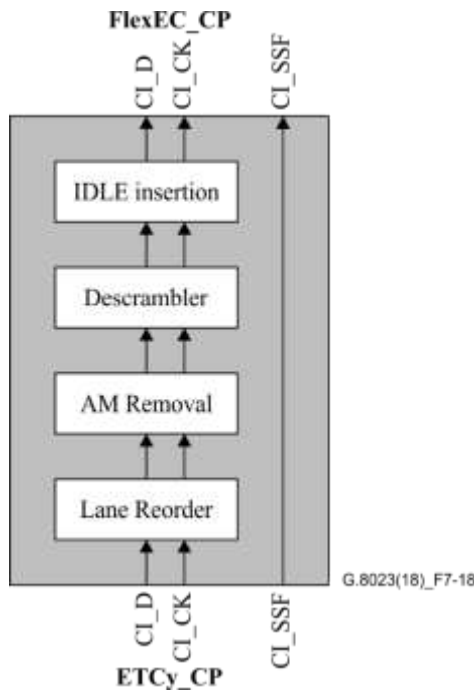 FlexEC_CP
CI_D
CI_CK
CI_SSF
IDLE insertion
Descrambler
AM Removal
Lane Reorder
G.8023(18)_F7-18
CI_D
CI_CK
CI_SSF
ETCy_CP